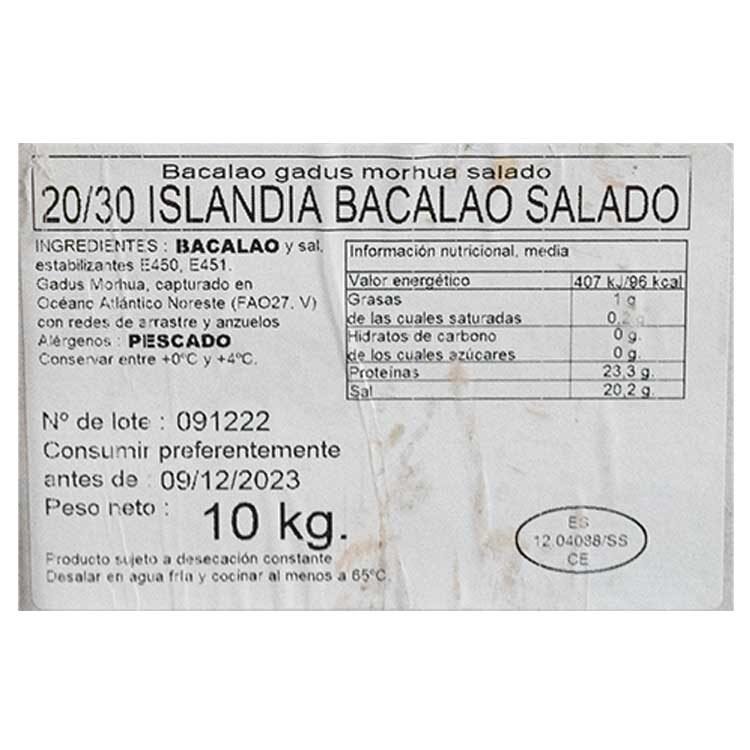 Bacalao gadus morhua salado
20/30 ISLANDIA BACALAO SALADO
INGREDIENTES : BACALAO y sal,
estabilizantes E450, E451.
Gadus Morhua, capturado en
Océano Atlántico Noreste (FAO27. V)
con redes de arrastre y anzuelos
Alérgenos : PESCADO
Conservar entre +0ºC y +4ºC.
Información nutricional, media
Valor energético 407 kJ/96 kcal
Grasas 1 g
de las cuales saturadas 0,2 g
Hidratos de carbono 0 g.
de los cuales azúcares 0 g.
Proteínas 23,3 g.
Sal 20,2 g.
Nº de lote : 091222
Consumir preferentemente
antes de : 09/12/2023
Peso neto : 10 kg.
Producto sujeto a desecación constante
Desalar en agua fría y cocinar al menos a 65ºC.
ES
12.04088/SS
CE